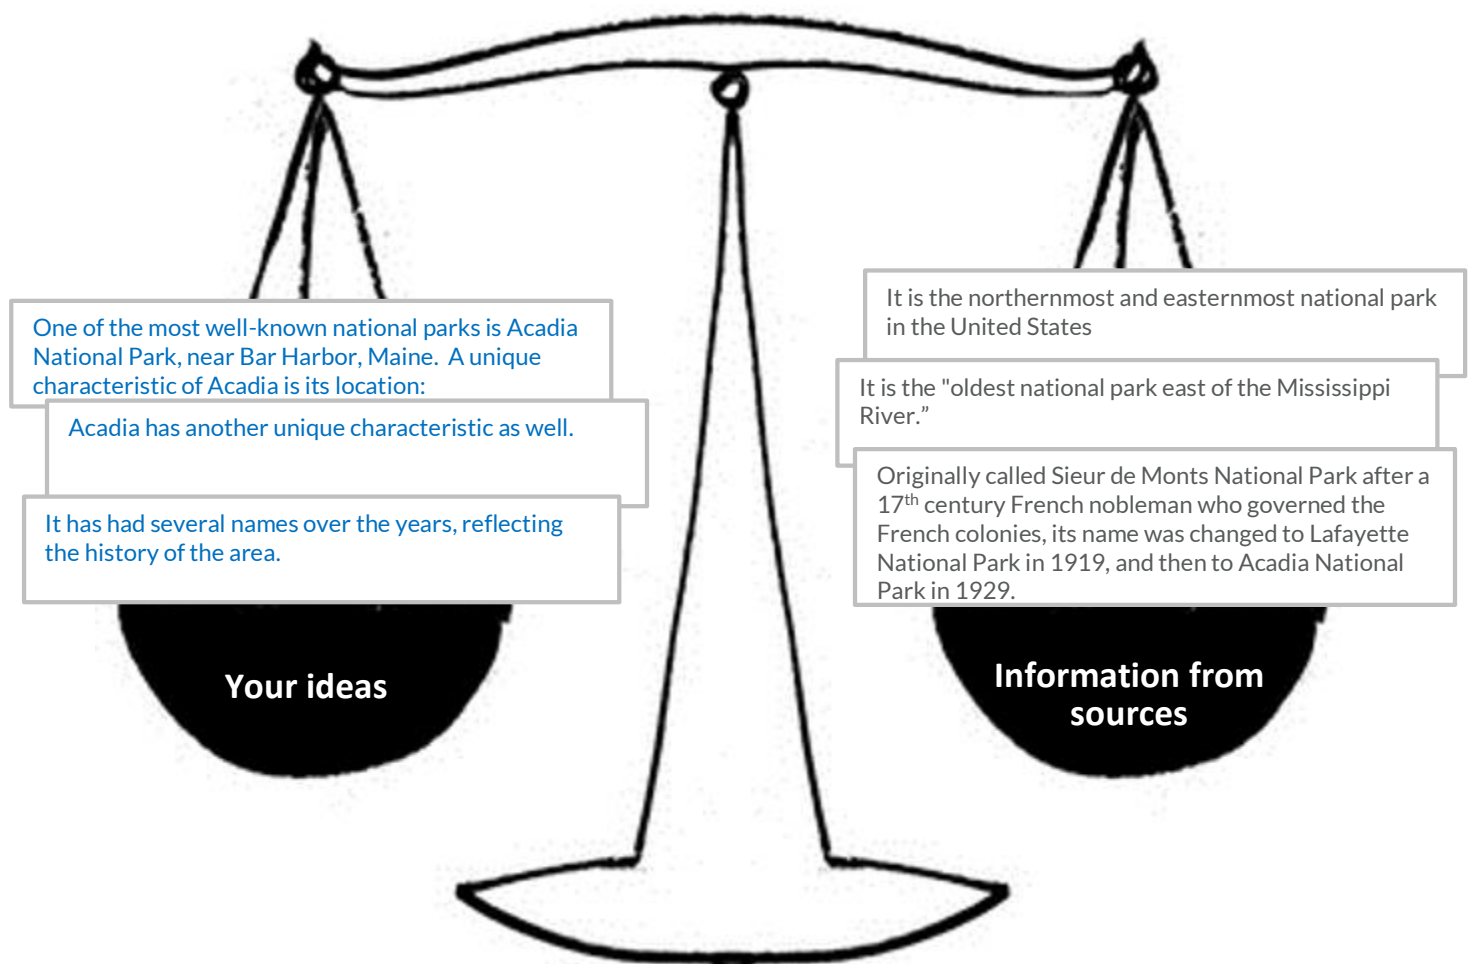 One of the most well-known national parks is Acadia
National Park, near Bar Harbor, Maine.  A unique
characteristic of Acadia is its location:
Acadia has another unique characteristic as well.
It has had several names over the years, reflecting
the history of the area.
Your ideas
It is the northernmost and easternmost national park
in the United States
It is the "oldest national park east of the Mississippi
River.”
Originally called Sieur de Monts National Park after a
17th century French nobleman who governed the
French colonies, its name was changed to Lafayette
National Park in 1919, and then to Acadia National
Park in 1929.
Information from
sources